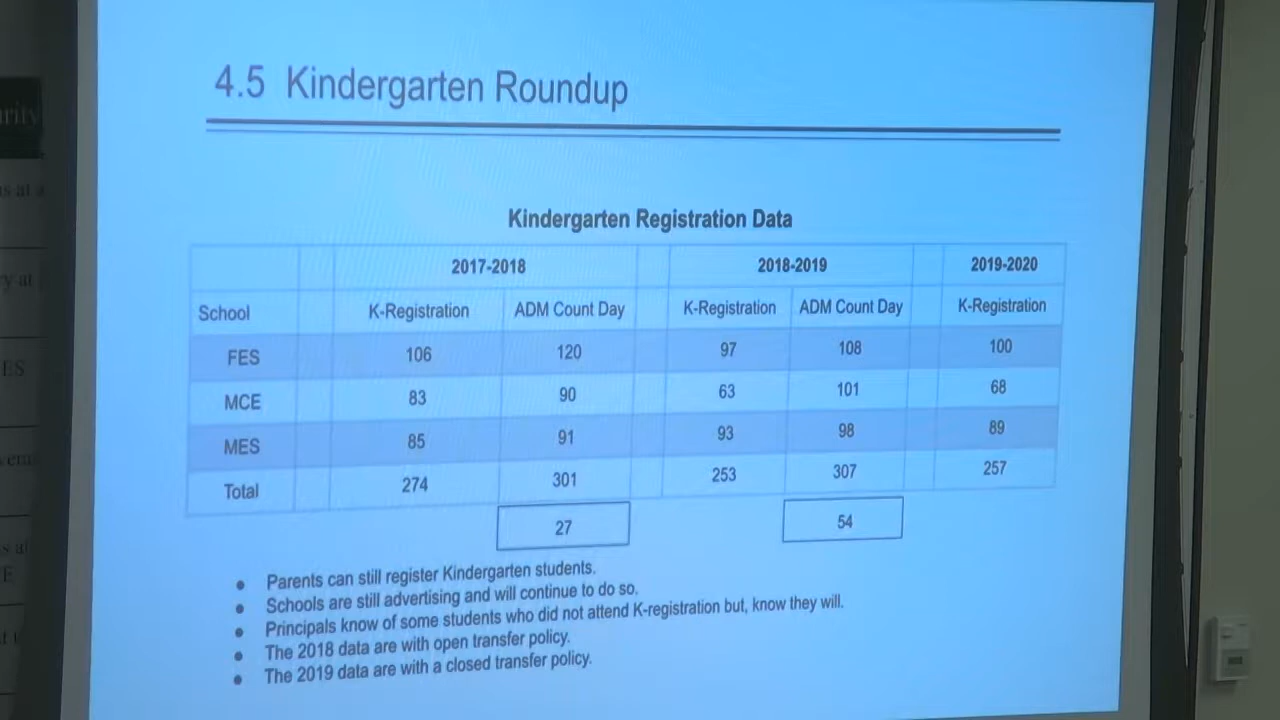 4.5 Kindergarten Roundup
Kindergarten Registration Data
2017-2018 2018-2019 2019-2020
School K-Registration ADM Count Day K-Registration ADM Count Day K-Registration
FES 106 120 97 108 100
MCE 83 90 63 101 68
MES 85 91 93 98 89
Total 274 301 253 307 257
27 54
● Parents can still register Kindergarten students.
● Schools are still advertising and will continue to do so.
● Principals know of some students who did not attend K-registration but, know they will.
● The 2018 data are with open transfer policy.
● The 2019 data are with a closed transfer policy.